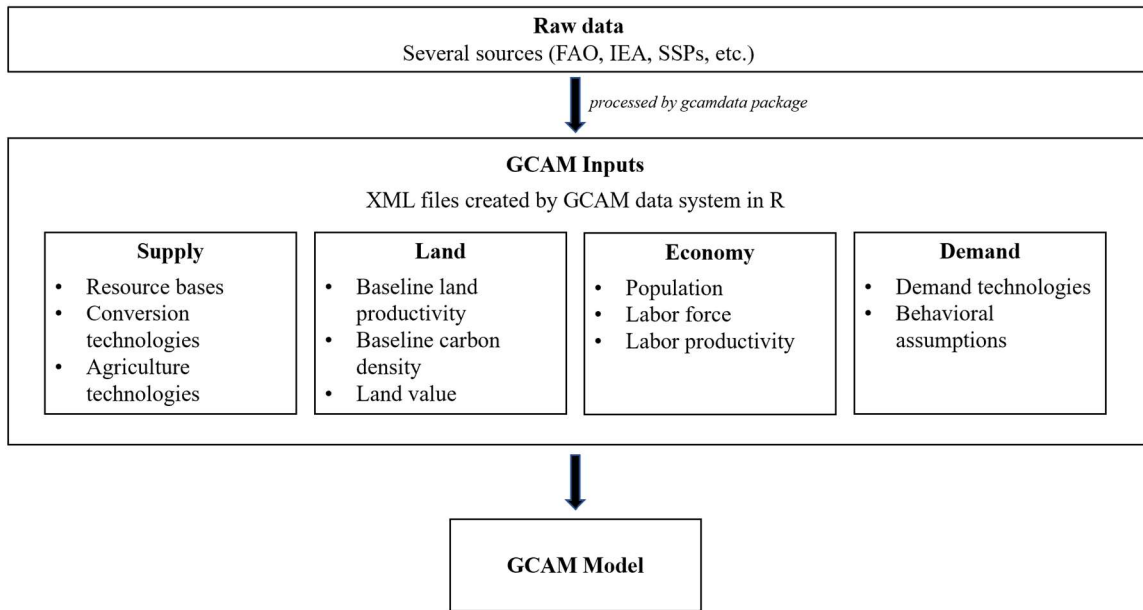 Raw data
Several sources (FAO, IEA, SSPs, etc.)
processed by gcamdata package
GCAM Inputs
XML files created by GCAM data system in R
Supply
• Resource bases
• Conversion
technologies
• Agriculture
technologies
Land
• Baseline land
productivity
• Baseline carbon
density
• Land value
Economy
• Population
• Labor force
• Labor productivity
Demand
• Demand technologies
• Behavioral
assumptions
GCAM Model